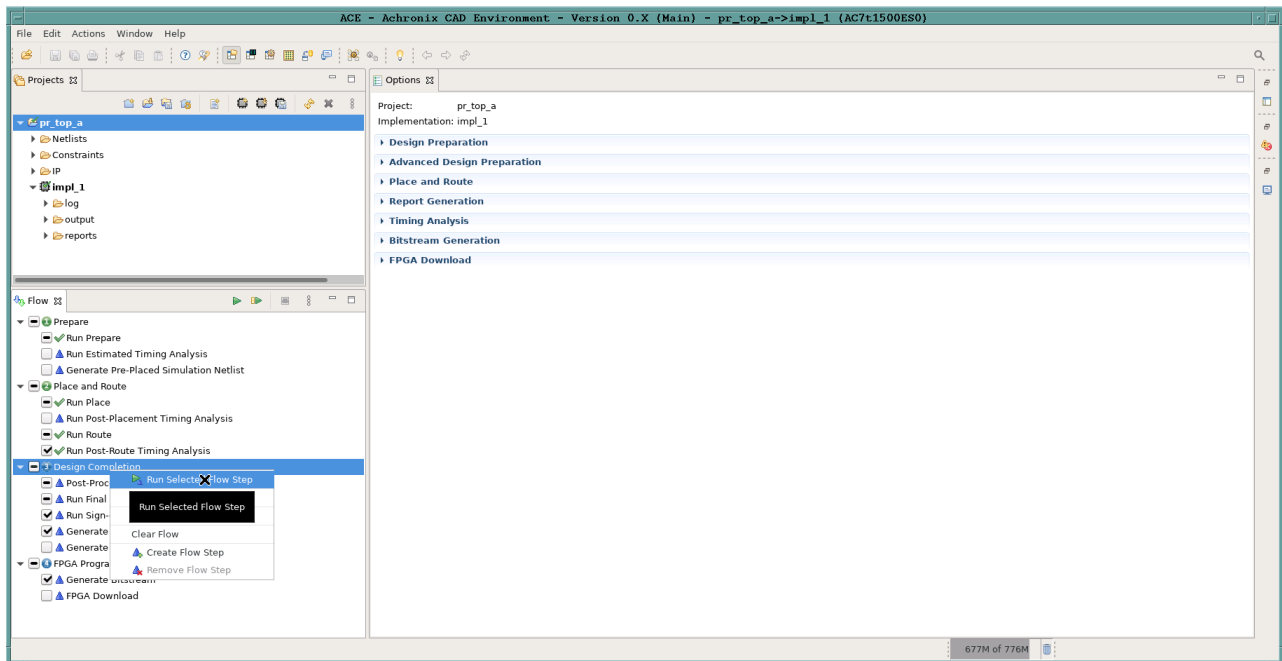 ACE - Achronix CAD Environment - Version 0.X (Main) - pr_top_a->impl_1 (AC7t1500ES0)
File Edit Actions Window Help
Projects
pr_top_a
Netlists
Constraints
IP
impl_1
log
output
reports
Options
Project: pr_top_a
Implementation: impl_1
Design Preparation
Advanced Design Preparation
Place and Route
Report Generation
Timing Analysis
Bitstream Generation
FPGA Download
Flow
1 Prepare
Run Prepare
Run Estimated Timing Analysis
Generate Pre-Placed Simulation Netlist
2 Place and Route
Run Place
Run Post-Placement Timing Analysis
Run Route
Run Post-Route Timing Analysis
3 Design Completion
Post-Proc
Run Final
Run Sign-
Generate
Generate
4 FPGA Progra
Generate Bitstream
FPGA Download
Run Selected Flow Step
Run Selected Flow Step
Clear Flow
Create Flow Step
Remove Flow Step
677M of 776M